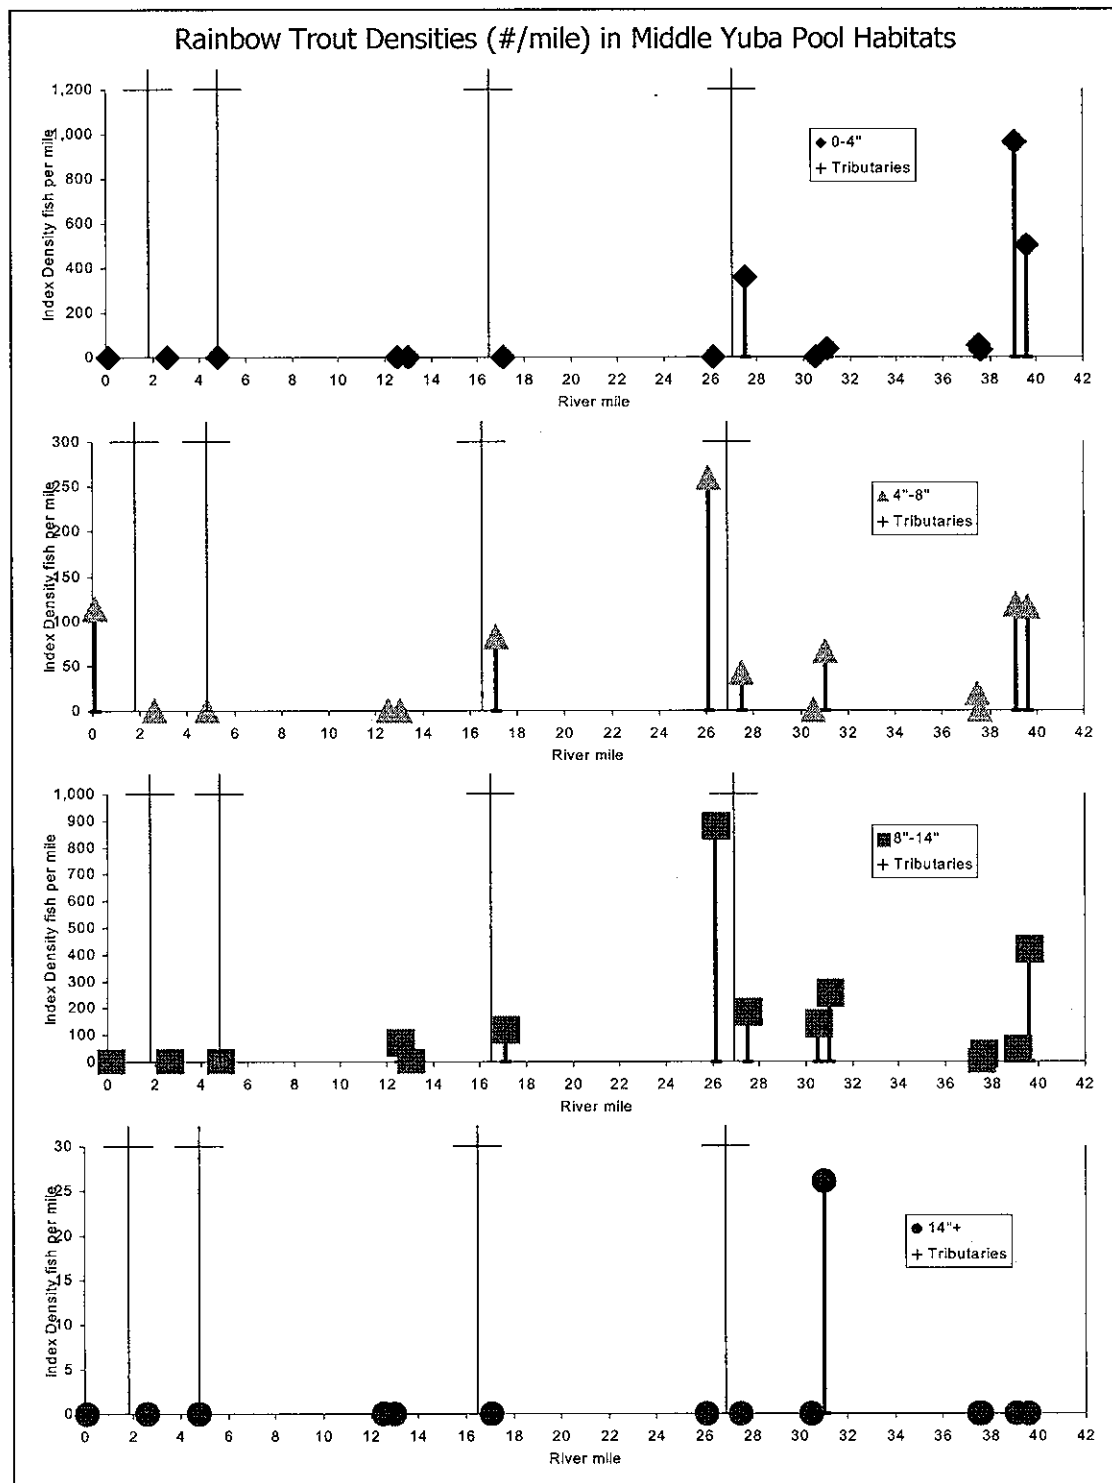 Rainbow Trout Densities (#/mile) in Middle Yuba Pool Habitats
Index Density fish per mile
1,200
1,000
800
600
400
200
0
0 2 4 6 8 10 12 14 16 18 20 22 24 26 28 30 32 34 36 38 40 42
River mile
0-4"
Tributaries
Index Density fish per mile
300
250
200
150
100
50
0
0 2 4 6 8 10 12 14 16 18 20 22 24 26 28 30 32 34 36 38 40 42
River mile
4"-8"
Tributaries
Index Density fish per mile
1,000
900
800
700
600
500
400
300
200
100
0
0 2 4 6 8 10 12 14 16 18 20 22 24 26 28 30 32 34 36 38 40 42
River mile
8"-14"
Tributaries
Index Density fish per mile
30
25
20
15
10
5
0
0 2 4 6 8 10 12 14 16 18 20 22 24 26 28 30 32 34 36 38 40 42
River mile
14"+
Tributaries